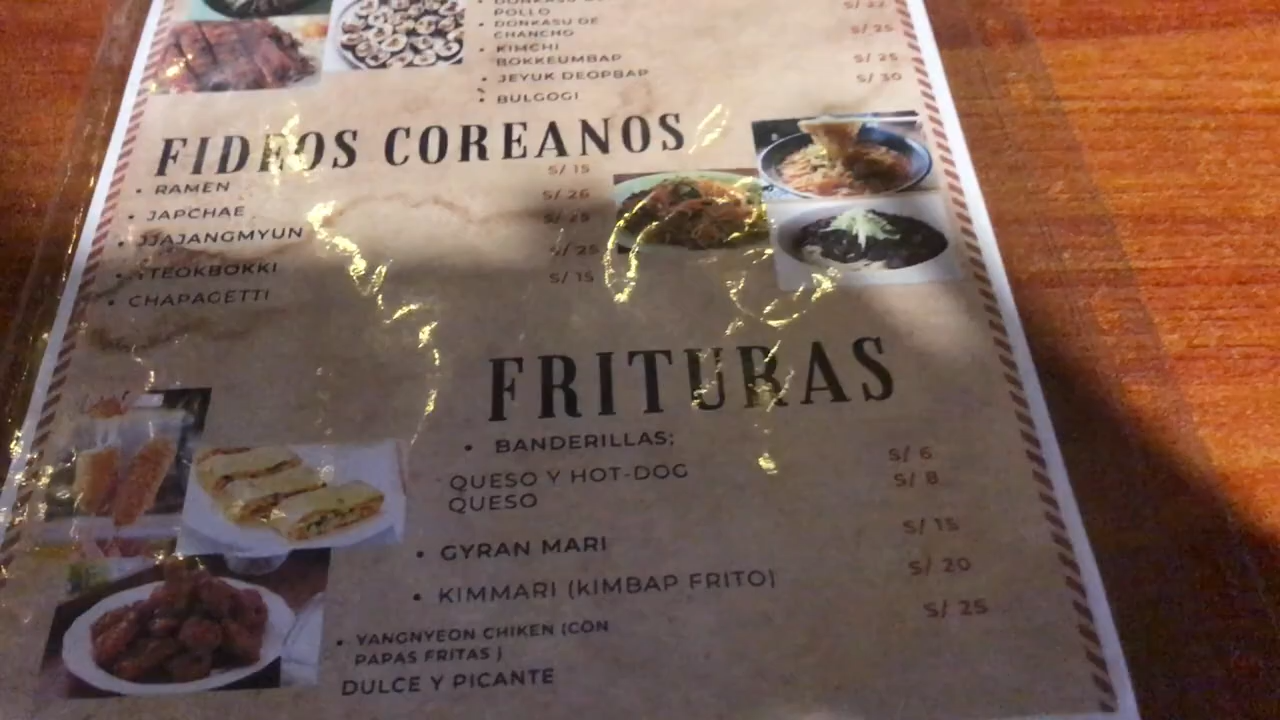 POLLO
S/ 22
DONKASU DE
CHANCHO
S/ 25
KIMCHI
BOKKEUMBAP
S/ 25
JEYUK DEOPBAP
S/ 30
BULGOGI
FIDEOS COREANOS
RAMEN
S/ 15
JAPCHAE
S/ 26
JJAJANGMYUN
S/ 25
TTEOKBOKKI
S/ 25
CHAPAGETTI
S/ 15
FRITURAS
BANDERILLAS;
QUESO Y HOT-DOG
S/ 6
QUESO
S/ 8
GYRAN MARI
S/ 15
KIMMARI (KIMBAP FRITO)
S/ 20
YANGNYEON CHIKEN (CON
S/ 25
PAPAS FRITAS )
DULCE Y PICANTE